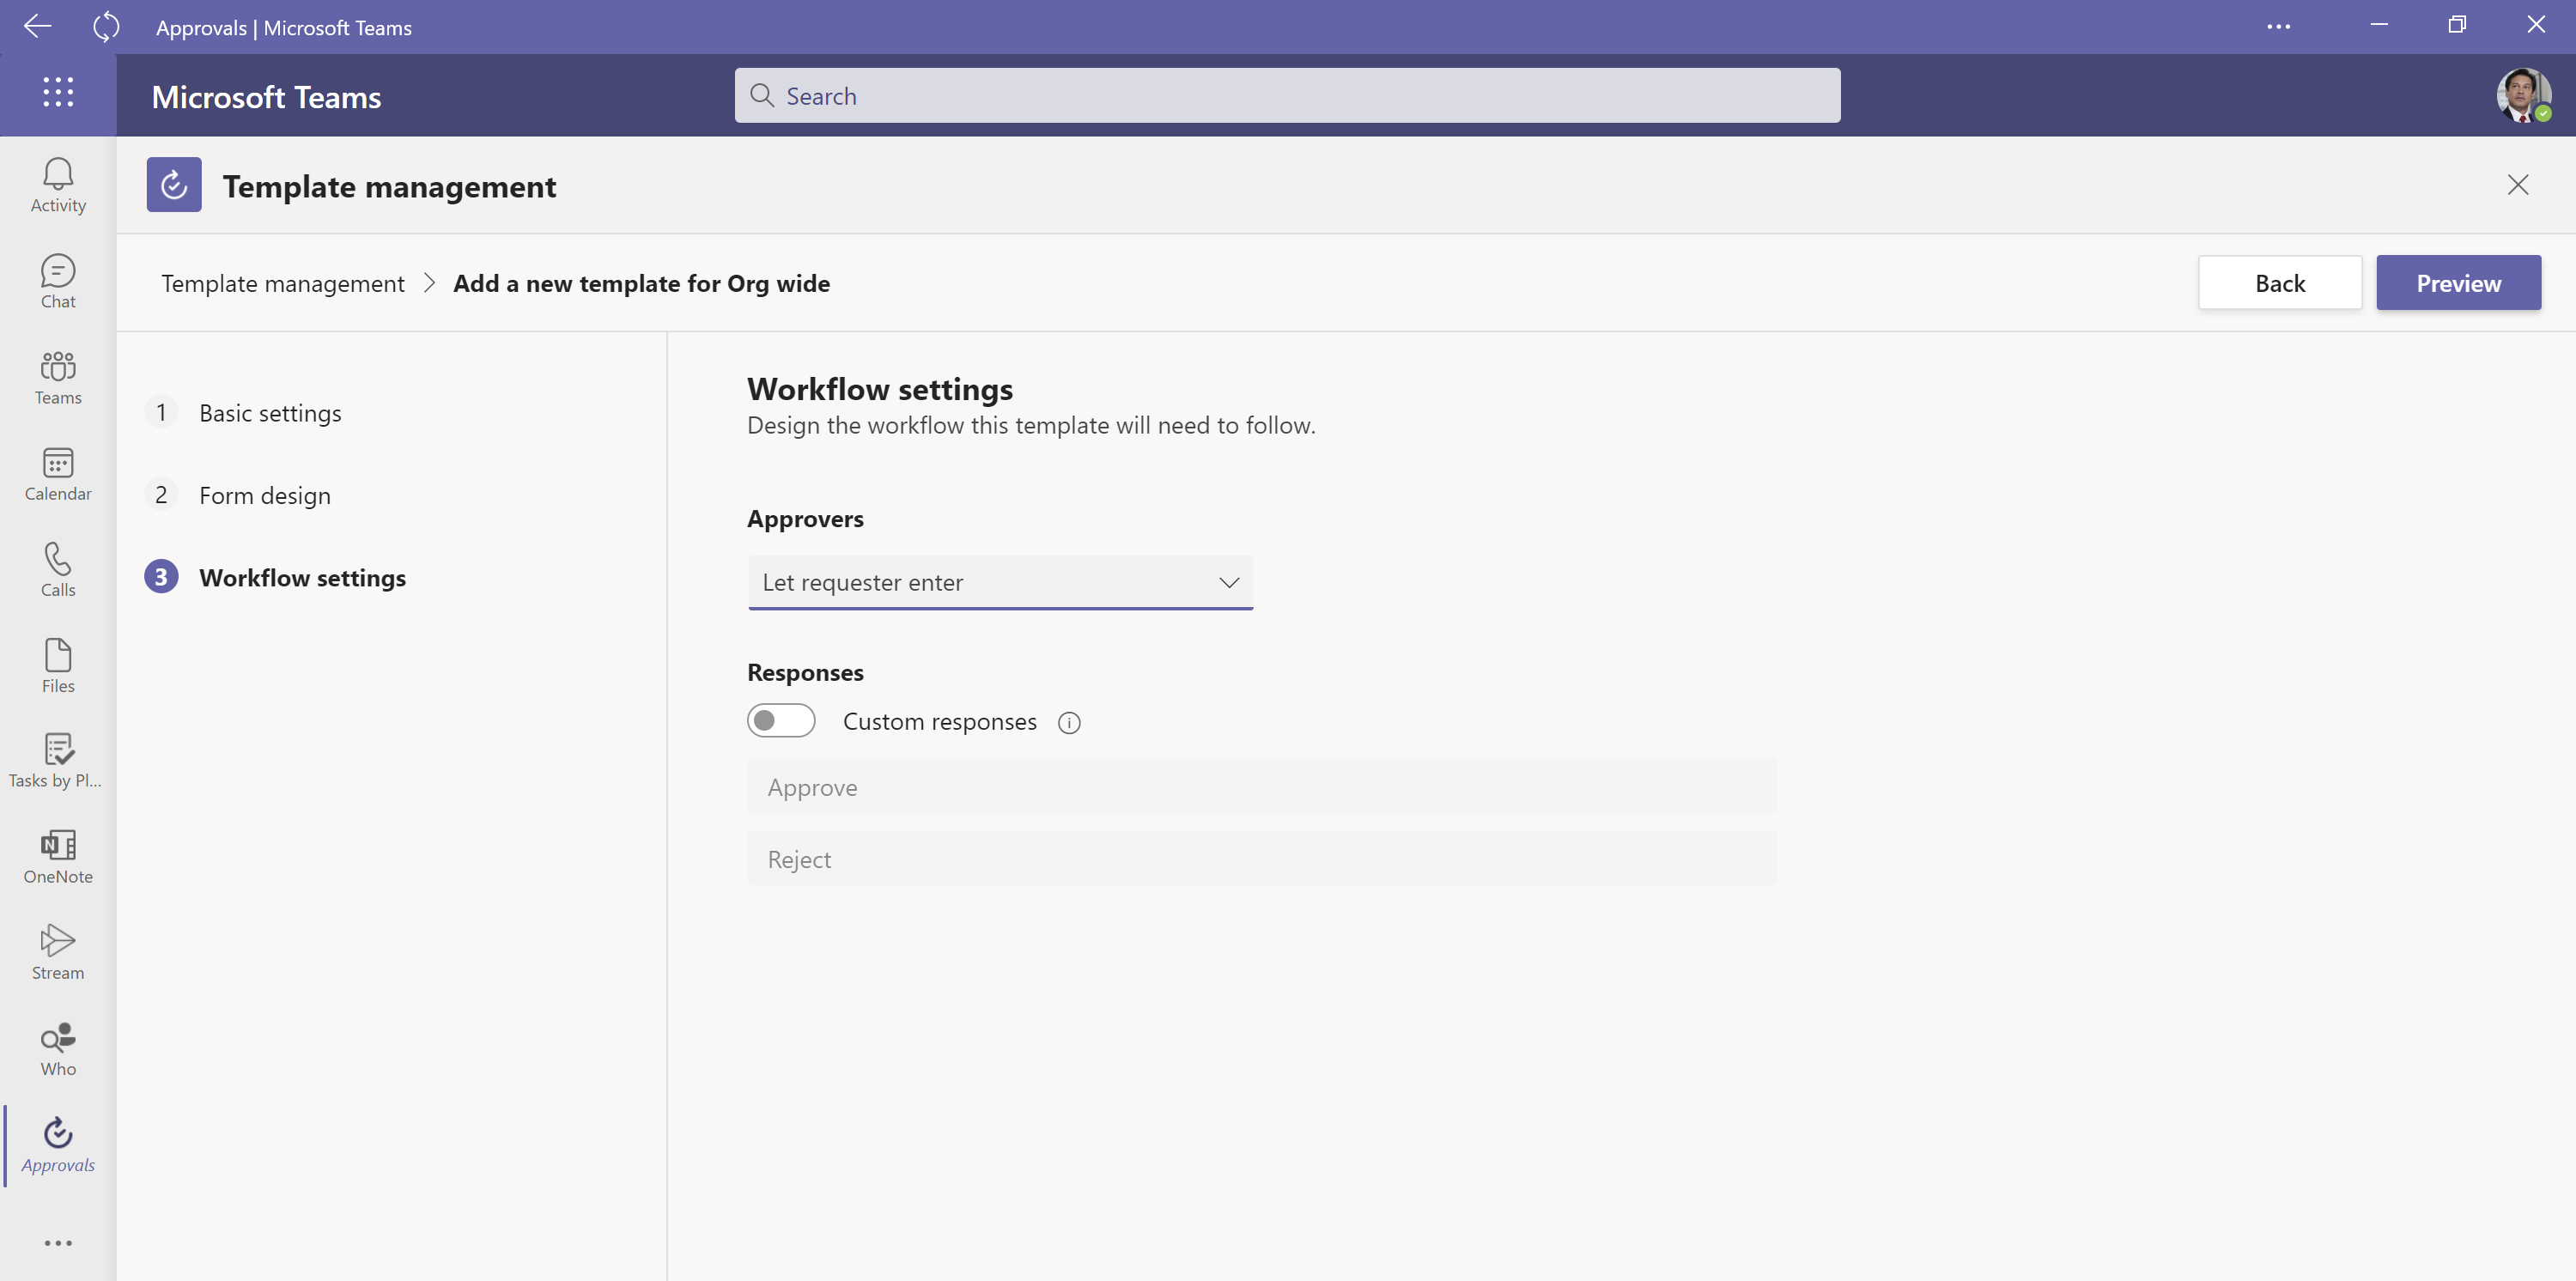 Approvals | Microsoft Teams
Microsoft Teams
Search
Activity
Chat
Teams
Calendar
Calls
Files
Tasks by Pl...
OneNote
Stream
Who
Approvals
Template management
Template management > Add a new template for Org wide
Back
Preview
1 Basic settings
2 Form design
3 Workflow settings
Workflow settings
Design the workflow this template will need to follow.
Approvers
Let requester enter
Responses
Custom responses
Approve
Reject